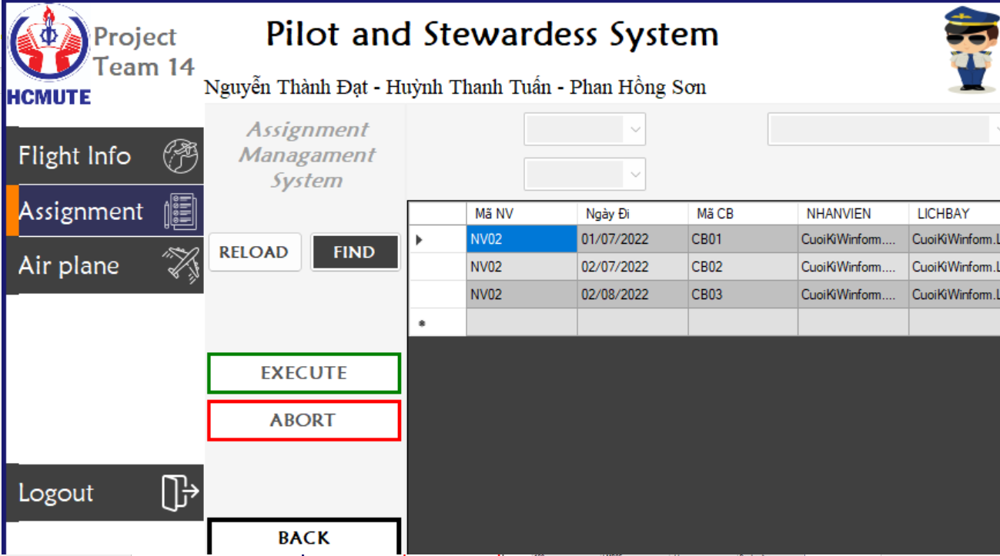 Project
Team 14
HCMUTE
Pilot and Stewardess System
Nguyễn Thành Đạt - Huỳnh Thanh Tuấn - Phan Hồng Sơn
Flight Info
Assignment
Air plane
Logout
Assignment
Managament
System
RELOAD FIND
EXECUTE
ABORT
BACK
Mã NV Ngày Đi Mã CB NHANVIEN LICHBAY
NV02 01/07/2022 CB01 CuoiKiWinform.... CuoiKiWinform.L
NV02 02/07/2022 CB02 CuoiKiWinform.... CuoiKiWinform.L
NV02 02/08/2022 CB03 CuoiKiWinform.... CuoiKiWinform.L